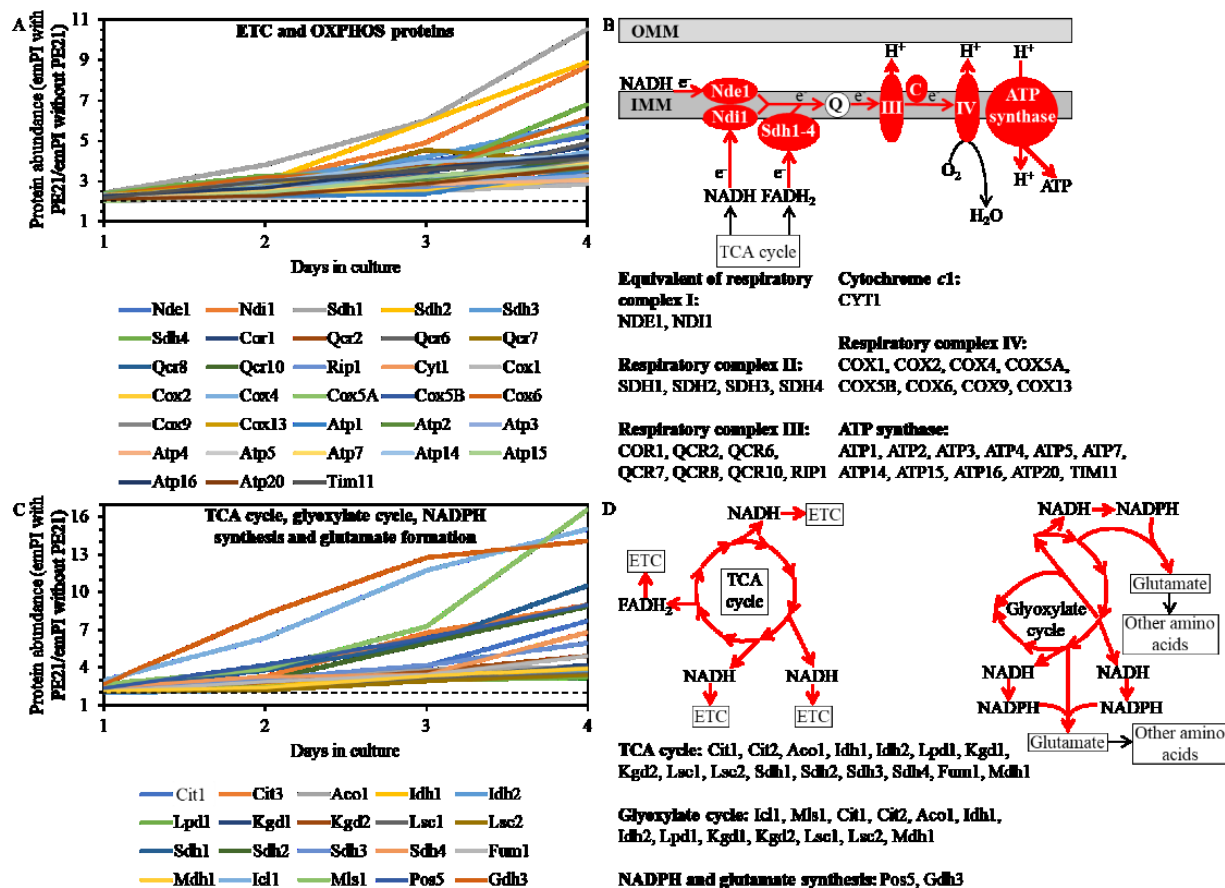 A
ETC and OXPHOS proteins
Protein abundance (emPI with
PE21/emPI without PE21)
11
9
7
5
3
1
1 2 3 4
Days in culture
Nde1 Ndi1 Sdh1 Sdh2 Sdh3
Sdh4 Cor1 Qcr2 Qcr6 Qcr7
Qcr8 Qcr10 Rip1 Cyt1 Cox1
Cox2 Cox4 Cox5A Cox5B Cox6
Cox9 Cox13 Atp1 Atp2 Atp3
Atp4 Atp5 Atp7 Atp14 Atp15
Atp16 Atp20 Tim11
B
OMM
H⁺ H⁺ H⁺
NADH e⁻
IMM
Nde1
Ndi1
Sdh1-4
e⁻
Q
e
III
C
e
IV
ATP
synthase
e⁻ e⁻
O₂
H⁺
ATP
H₂O
NADH FADH₂
TCA cycle
Equivalent of respiratory
complex I:
NDE1, NDI1
Respiratory complex II:
SDH1, SDH2, SDH3, SDH4
Respiratory complex III:
COR1, QCR2, QCR6,
QCR7, QCR8, QCR10, RIP1
Cytochrome c1:
CYT1
Respiratory complex IV:
COX1, COX2, COX4, COX5A,
COX5B, COX6, COX9, COX13
ATP synthase:
ATP1, ATP2, ATP3, ATP4, ATP5, ATP7,
ATP14, ATP15, ATP16, ATP20, TIM11
C
TCA cycle, glyoxylate cycle, NADPH
synthesis and glutamate formation
Protein abundance (emPI with
PE21/emPI without PE21)
16
13
10
7
4
1
1 2 3 4
Days in culture
Cit1 Cit3 Aco1 Idh1 Idh2
Lpd1 Kgd1 Kgd2 Lsc1 Lsc2
Sdh1 Sdh2 Sdh3 Sdh4 Fum1
Mdh1 Icl1 Mls1 Pos5 Gdh3
D
NADH
ETC
ETC
FADH₂
TCA
cycle
NADH NADH
ETC ETC
NADH NADPH
Glutamate
Other amino
acids
Glyoxylate
cycle
NADH NADH
NADPH NADPH
Glutamate
Other amino
acids
TCA cycle: Cit1, Cit2, Aco1, Idh1, Idh2, Lpd1, Kgd1,
Kgd2, Lsc1, Lsc2, Sdh1, Sdh2, Sdh3, Sdh4, Fum1, Mdh1
Glyoxylate cycle: Icl1, Mls1, Cit1, Cit2, Aco1, Idh1,
Idh2, Lpd1, Kgd1, Kgd2, Lsc1, Lsc2, Mdh1
NADPH and glutamate synthesis: Pos5, Gdh3